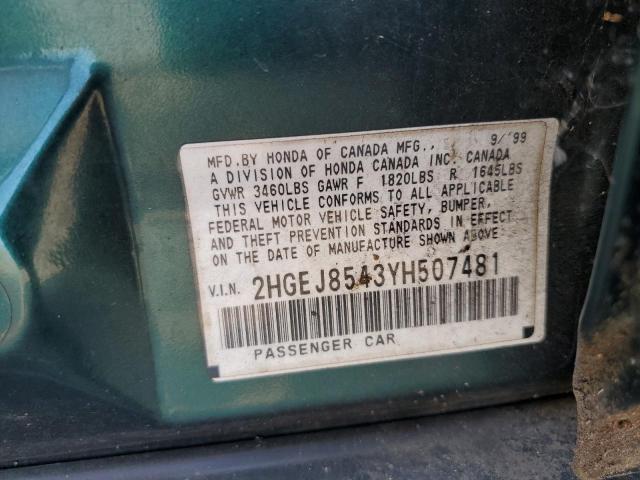 9/'99
MFD.BY HONDA OF CANADA MFG.,
A DIVISION OF HONDA CANADA INC. CANADA
GVWR 3460LBS GAWR F 1820LBS R 1645LBS
THIS VEHICLE CONFORMS TO ALL APPLICABLE
FEDERAL MOTOR VEHICLE SAFETY, BUMPER,
AND THEFT PREVENTION STANDARDS IN EFFECT
ON THE DATE OF MANUFACTURE SHOWN ABOVE
V.I.N. 2HGEJ8543YH507481
PASSENGER CAR